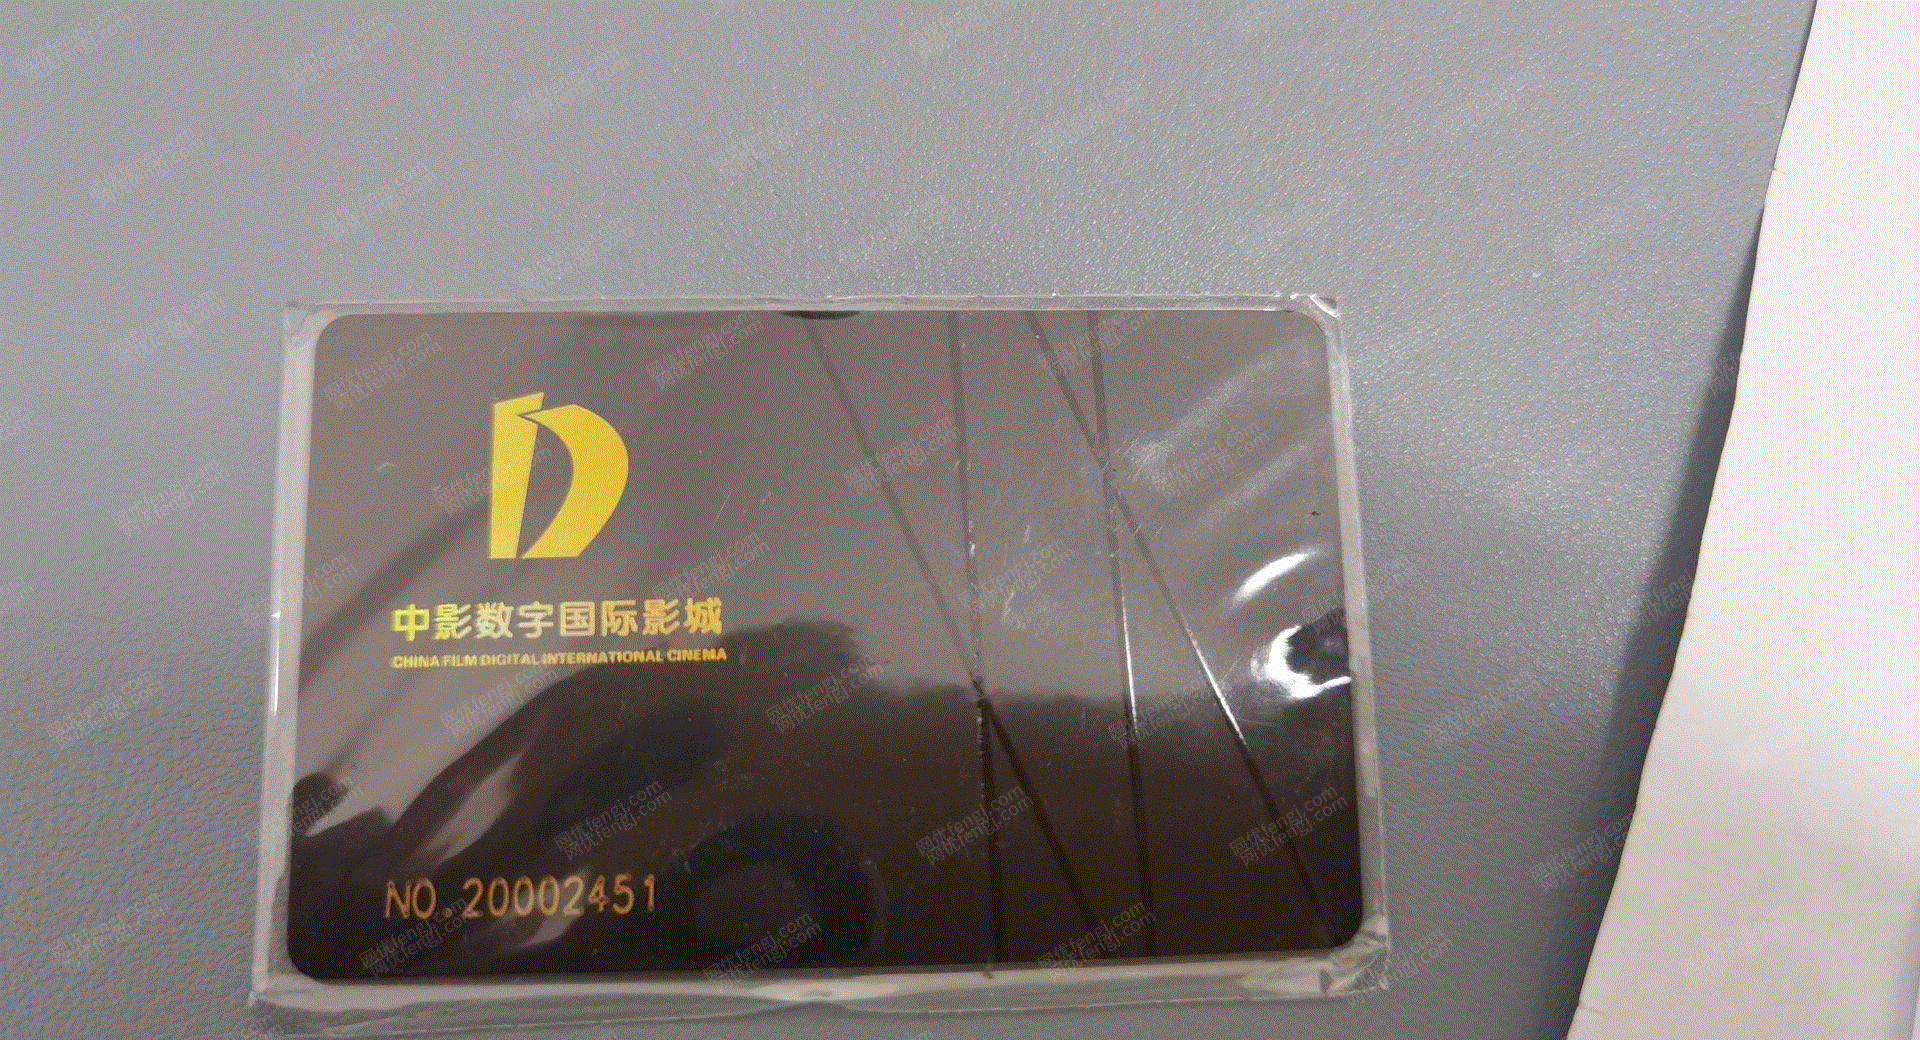 中影数字国际影城
CHINA FILM DIGITAL INTERNATIONAL CINEMA
NO.20002451